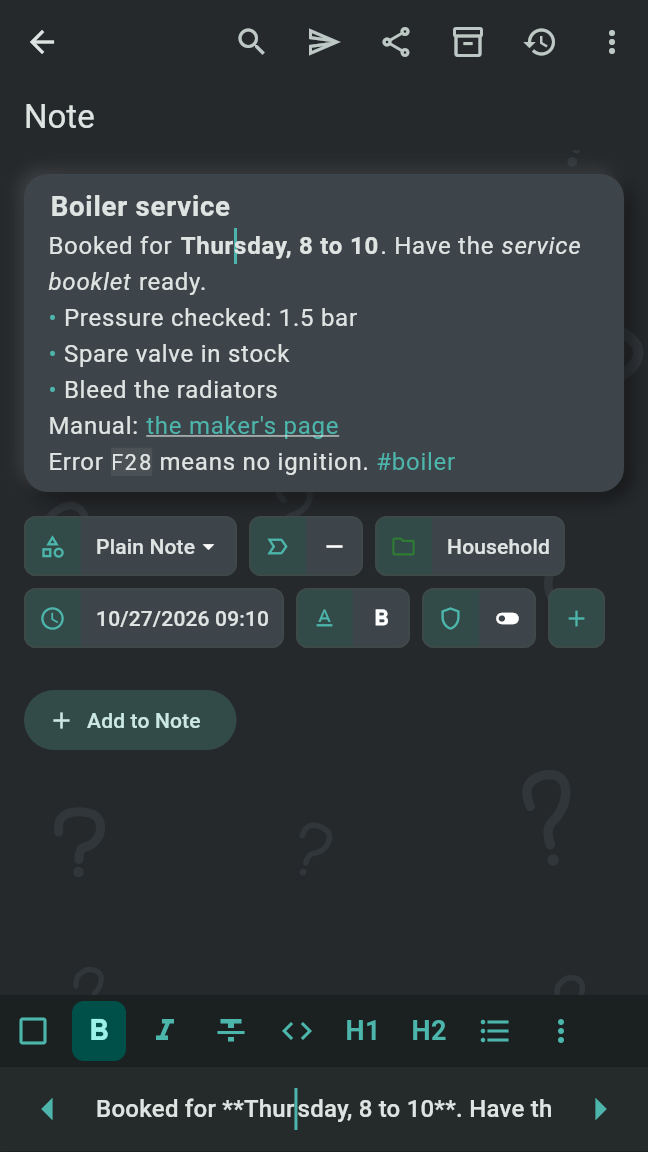 Note
Boiler service
Booked for Thursday, 8 to 10. Have the service
booklet ready.
• Pressure checked: 1.5 bar
• Spare valve in stock
• Bleed the radiators
Manual: the maker's page
Error F28 means no ignition. #boiler
Plain Note
Household
10/27/2026 09:10
A B
+ Add to Note
B I H1 H2
Booked for **Thursday, 8 to 10**. Have th